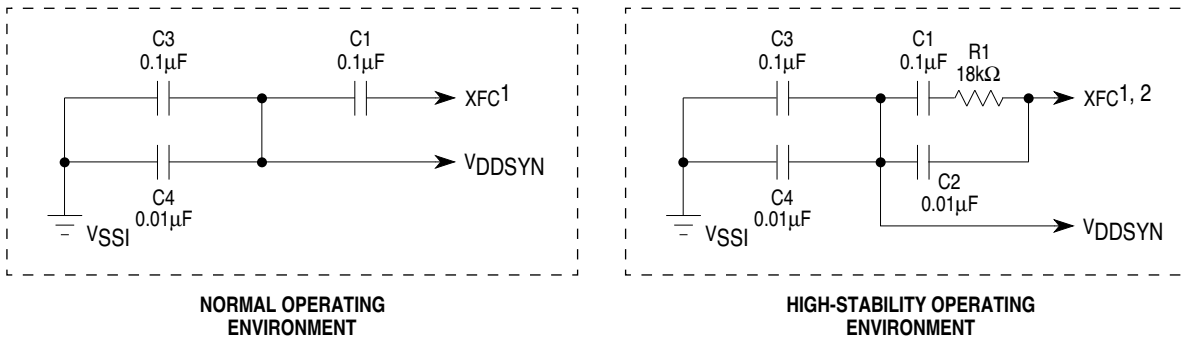 C3
0.1µF
C1
0.1µF
XFC1
VDDSYN
C4
0.01µF
VSSI
NORMAL OPERATING
ENVIRONMENT
C3
0.1µF
C1
0.1µF
R1
18kΩ
XFC1, 2
C4
0.01µF
C2
0.01µF
VSSI
VDDSYN
HIGH-STABILITY OPERATING
ENVIRONMENT